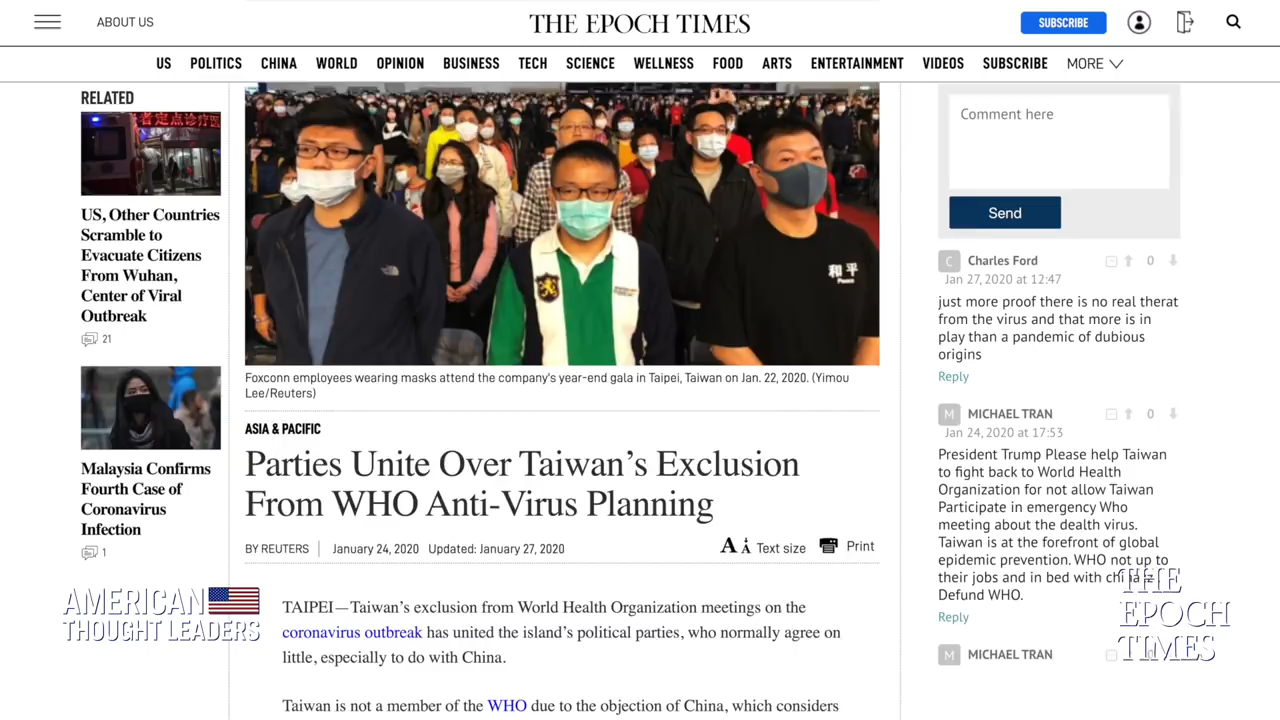 ABOUT US
THE EPOCH TIMES
SUBSCRIBE
US POLITICS CHINA WORLD OPINION BUSINESS TECH SCIENCE WELLNESS FOOD ARTS ENTERTAINMENT VIDEOS SUBSCRIBE MORE
RELATED
者定点诊疗医
US, Other Countries
Scramble to
Evacuate Citizens
From Wuhan,
Center of Viral
Outbreak
21
Malaysia Confirms
Fourth Case of
Coronavirus
Infection
1
和平
Peace
Foxconn employees wearing masks attend the company's year-end gala in Taipei, Taiwan on Jan. 22, 2020. (Yimou
Lee/Reuters)
ASIA & PACIFIC
Parties Unite Over Taiwan's Exclusion
From WHO Anti-Virus Planning
BY REUTERS January 24, 2020 Updated: January 27, 2020
A A Text size Print
TAIPEI—Taiwan's exclusion from World Health Organization meetings on the
coronavirus outbreak has united the island's political parties, who normally agree on
little, especially to do with China.
Taiwan is not a member of the WHO due to the objection of China, which considers
Comment here
Send
C Charles Ford 0
Jan 27, 2020 at 12:47
just more proof there is no real therat
from the virus and that more is in
play than a pandemic of dubious
origins
Reply
M MICHAEL TRAN 0
Jan 24, 2020 at 17:53
President Trump Please help Taiwan
to fight back to World Health
Organization for not allow Taiwan
Participate in emergency Who
meeting about the dealth virus.
Taiwan is at the forefront of global
epidemic prevention. WHO not up to
their jobs and in bed with
Defund WHO.
Reply
M MICHAEL TRAN
AMERICAN
THOUGHT LEADERS
THE
EPOCH
TIMES